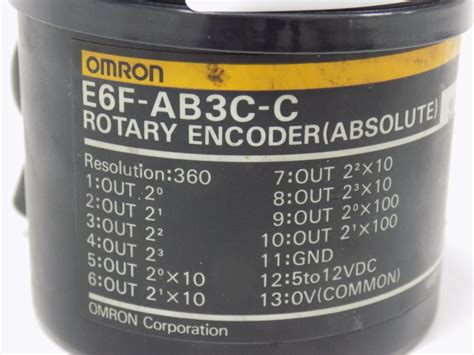 OMRON
E6F-AB3C-C
ROTARY ENCODER(ABSOLUTE)
Resolution:360
1:OUT 2⁰
2:OUT 2¹
3:OUT 2²
4:OUT 2³
5:OUT 2⁰×10
6:OUT 2¹×10
7:OUT 2²×10
8:OUT 2³×10
9:OUT 2⁰×100
10:OUT 2¹×100
11:GND
12:5to12VDC
13:0V(COMMON)
OMRON Corporation